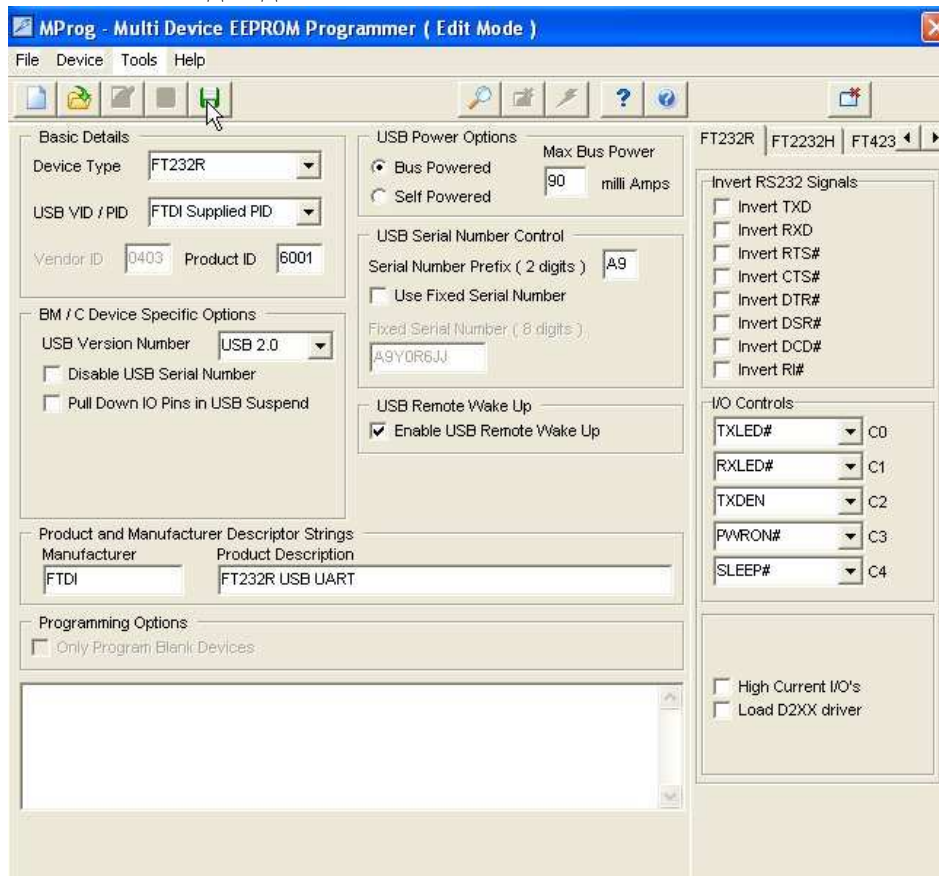 MProg - Multi Device EEPROM Programmer ( Edit Mode )
File Device Tools Help
Basic Details
Device Type FT232R
USB VID / PID FTDI Supplied PID
Vendor ID 0403 Product ID 6001
BM / C Device Specific Options
USB Version Number USB 2.0
Disable USB Serial Number
Pull Down IO Pins in USB Suspend
USB Power Options
Bus Powered
Self Powered
Max Bus Power
90 milli Amps
USB Serial Number Control
Serial Number Prefix ( 2 digits ) A9
Use Fixed Serial Number
Fixed Serial Number ( 8 digits )
A9Y0R6JJ
USB Remote Wake Up
Enable USB Remote Wake Up
Product and Manufacturer Descriptor Strings
Manufacturer Product Description
FTDI FT232R USB UART
Programming Options
Only Program Blank Devices
FT232R FT2232H FT423
Invert RS232 Signals
Invert TXD
Invert RXD
Invert RTS#
Invert CTS#
Invert DTR#
Invert DSR#
Invert DCD#
Invert RI#
I/O Controls
TXLED# C0
RXLED# C1
TXDEN C2
PWRON# C3
SLEEP# C4
High Current I/O's
Load D2XX driver